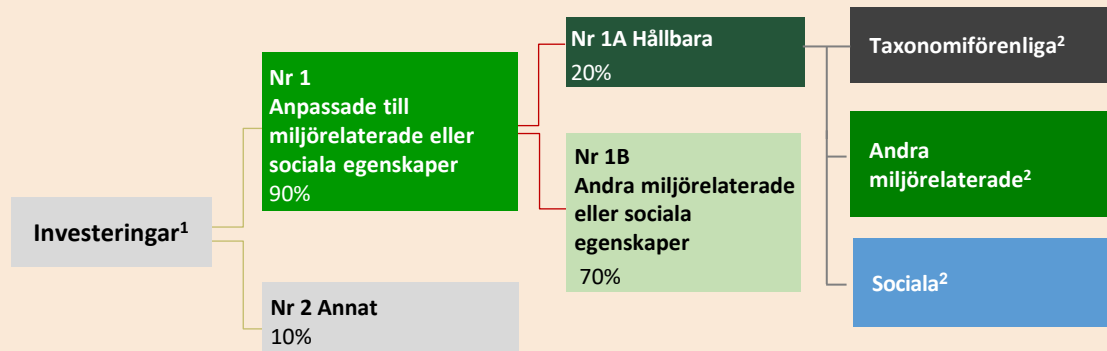 Investeringar¹
Nr 1
Anpassade till
miljörelaterade eller
sociala egenskaper
90%
Nr 2 Annat
10%
Nr 1A Hållbara
20%
Nr 1B
Andra miljörelaterade
eller sociala
egenskaper
70%
Taxonomiförenliga²
Andra
miljörelaterade²
Sociala²